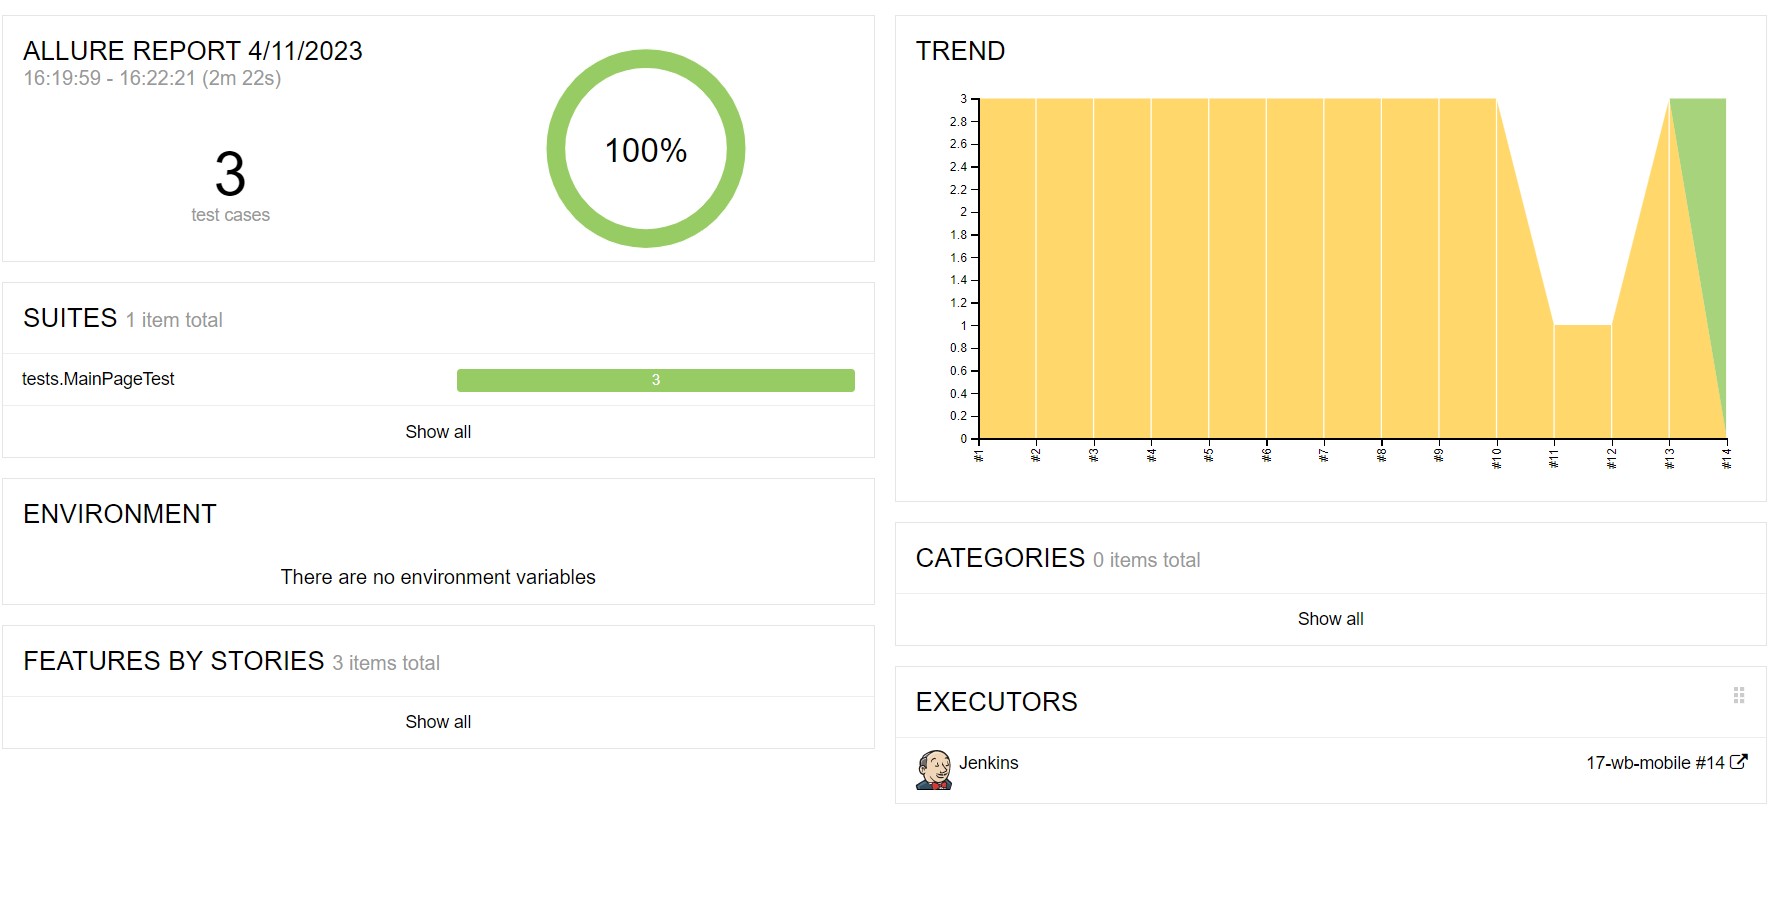 ALLURE REPORT 4/11/2023
16:19:59 - 16:22:21 (2m 22s)
3
test cases
100%
SUITES 1 item total
tests.MainPageTest 3
Show all
ENVIRONMENT
There are no environment variables
FEATURES BY STORIES 3 items total
Show all
TREND
3
2.8
2.6
2.4
2.2
2
1.8
1.6
1.4
1.2
1
0.8
0.6
0.4
0.2
0
#1 #2 #3 #4 #5 #6 #7 #8 #9 #10 #11 #12 #13 #14
CATEGORIES 0 items total
Show all
EXECUTORS
Jenkins 17-wb-mobile #14